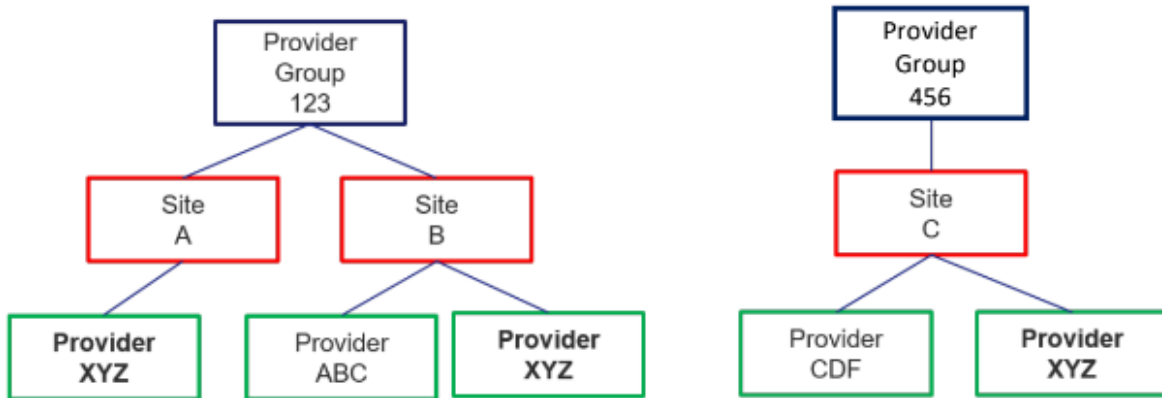 Provider
Group
123
Provider
Group
456
Site
A
Site
B
Site
C
Provider
XYZ
Provider
ABC
Provider
XYZ
Provider
CDF
Provider
XYZ